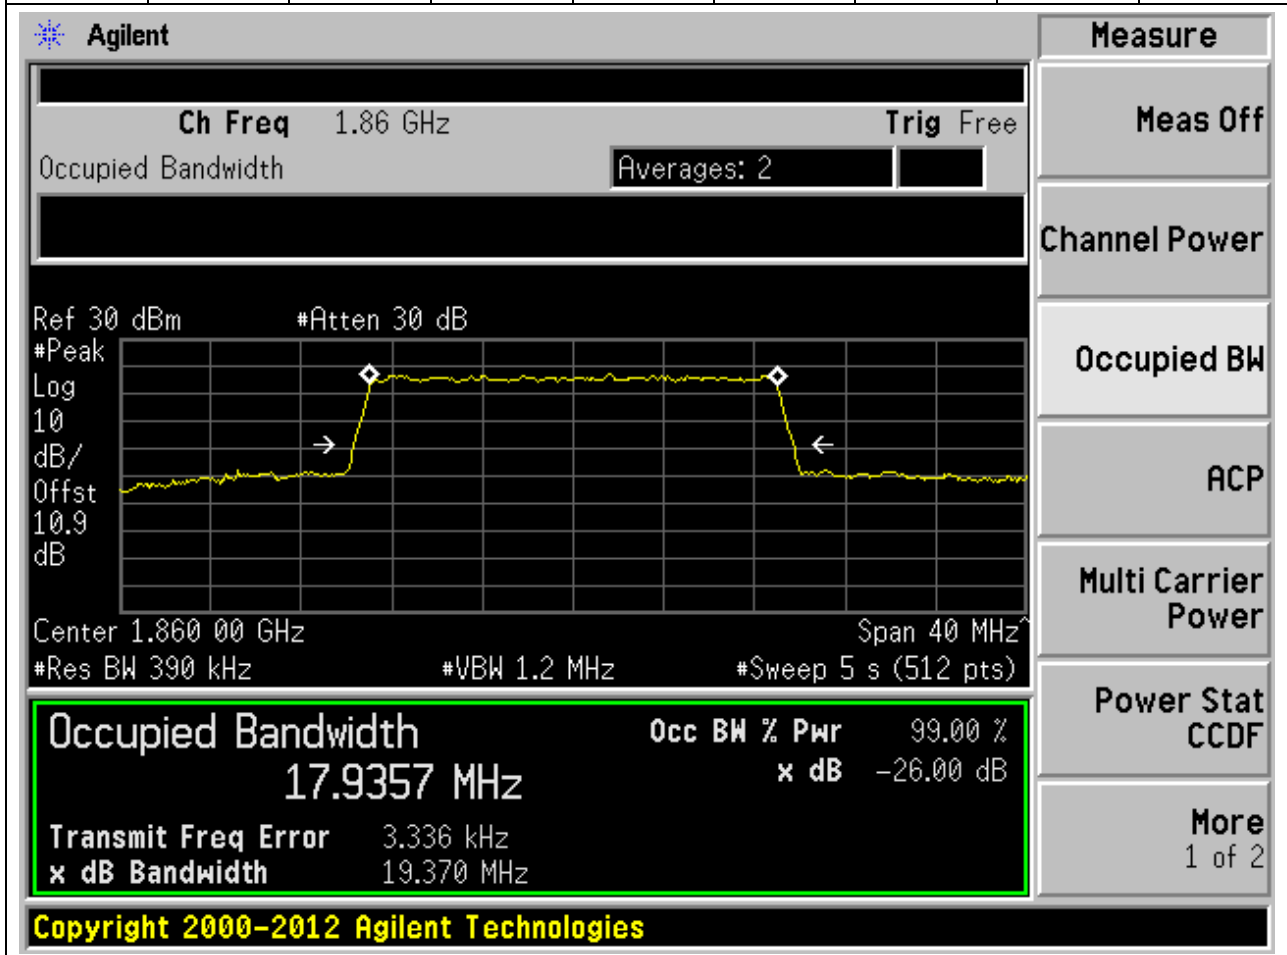 Agilent
Measure
Ch Freq 1.86 GHz Trig Free
Occupied Bandwidth Averages: 2
Meas Off
Channel Power
Occupied BW
ACP
Multi Carrier
Power
Power Stat
CCDF
More
1 of 2
Ref 30 dBm #Atten 30 dB
#Peak
Log
10
dB/
Offst
10.9
dB
Center 1.860 00 GHz Span 40 MHz^
#Res BW 390 kHz #VBW 1.2 MHz #Sweep 5 s (512 pts)
Occupied Bandwidth Occ BW % Pwr 99.00 %
17.9357 MHz x dB -26.00 dB
Transmit Freq Error 3.336 kHz
x dB Bandwidth 19.370 MHz
Copyright 2000-2012 Agilent Technologies